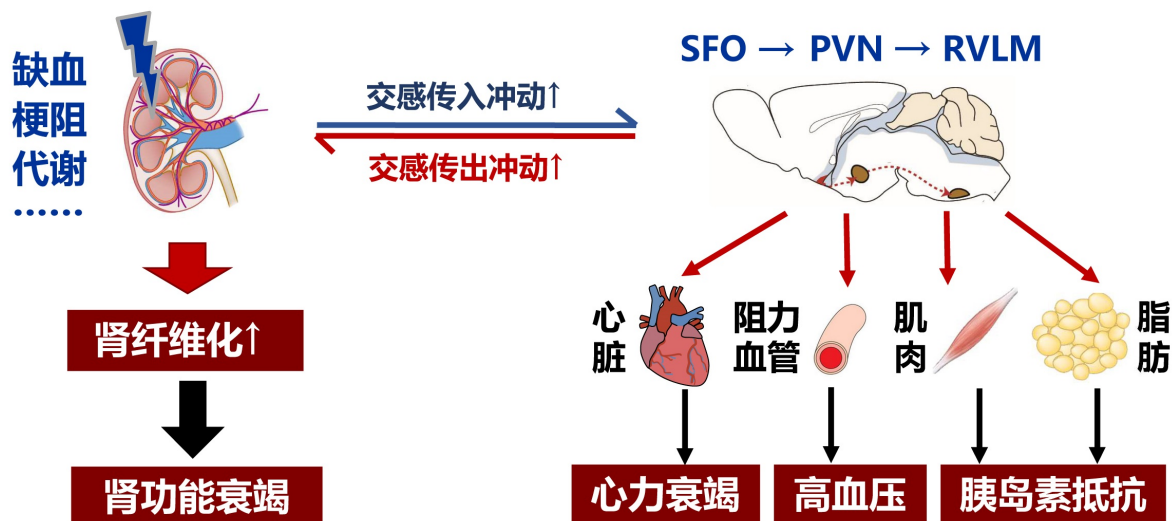 缺血
梗阻
代谢
……
交感传入冲动↑
交感传出冲动↑
SFO → PVN → RVLM
肾纤维化↑
肾功能衰竭
心脏
阻力
血管
肌肉
脂肪
心力衰竭
高血压
胰岛素抵抗